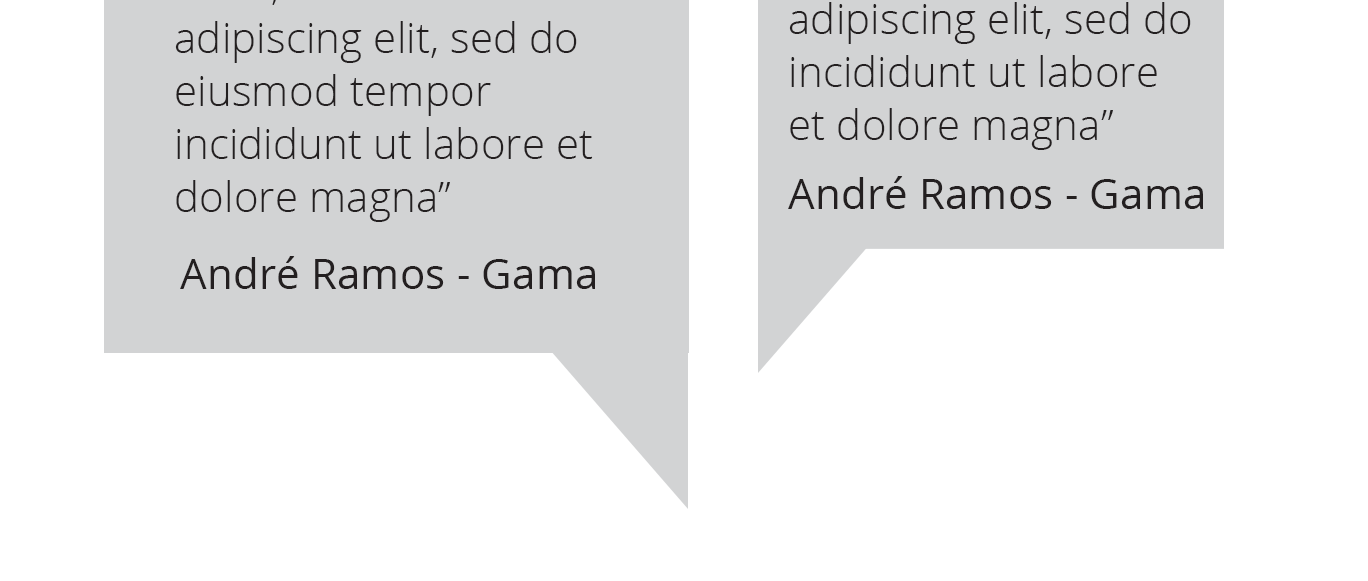 adipiscing elit, sed do
eiusmod tempor
incididunt ut labore et
dolore magna”
André Ramos - Gama
adipiscing elit, sed do
incididunt ut labore
et dolore magna”
André Ramos - Gama